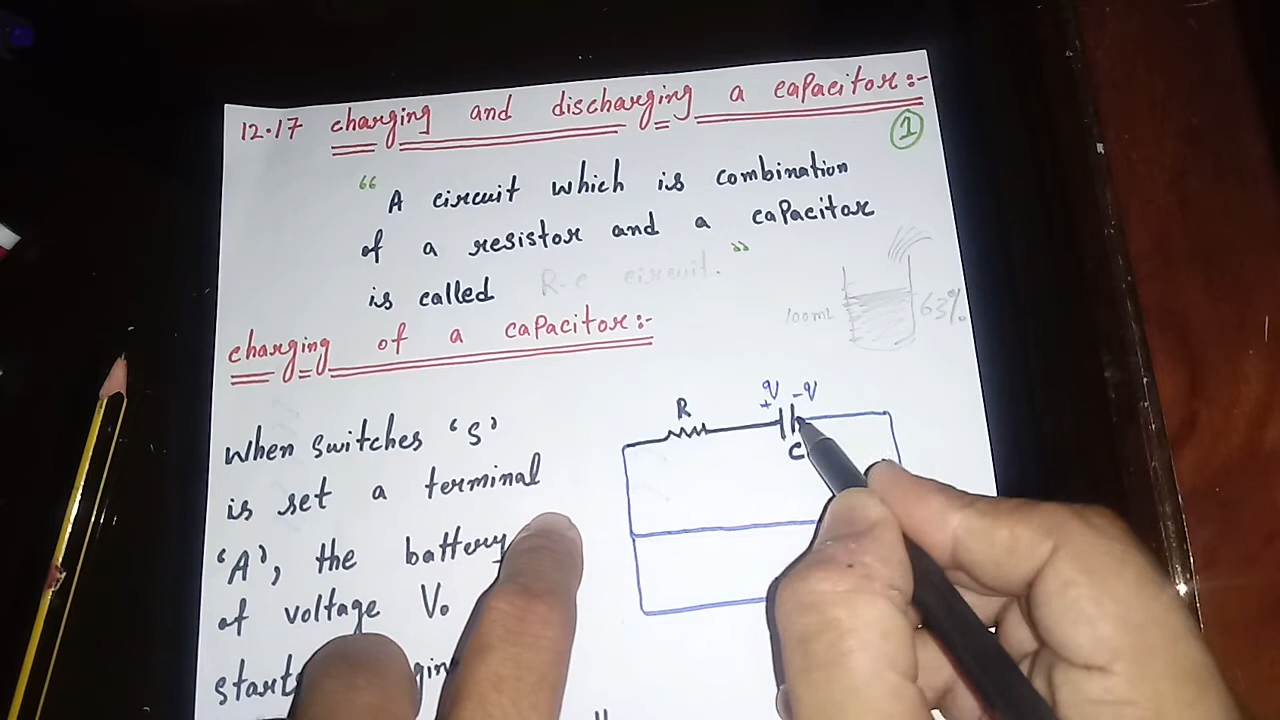 12.17 charging and discharging a capacitor:-
1
“ A circuit which is combination
of a resistor and a capacitor
is called R-c circuit. ”
100mL
63%
charging of a capacitor:-
When switches 's'
is set a terminal
'A', the battery
of voltage V₀
R
q -q
+
C